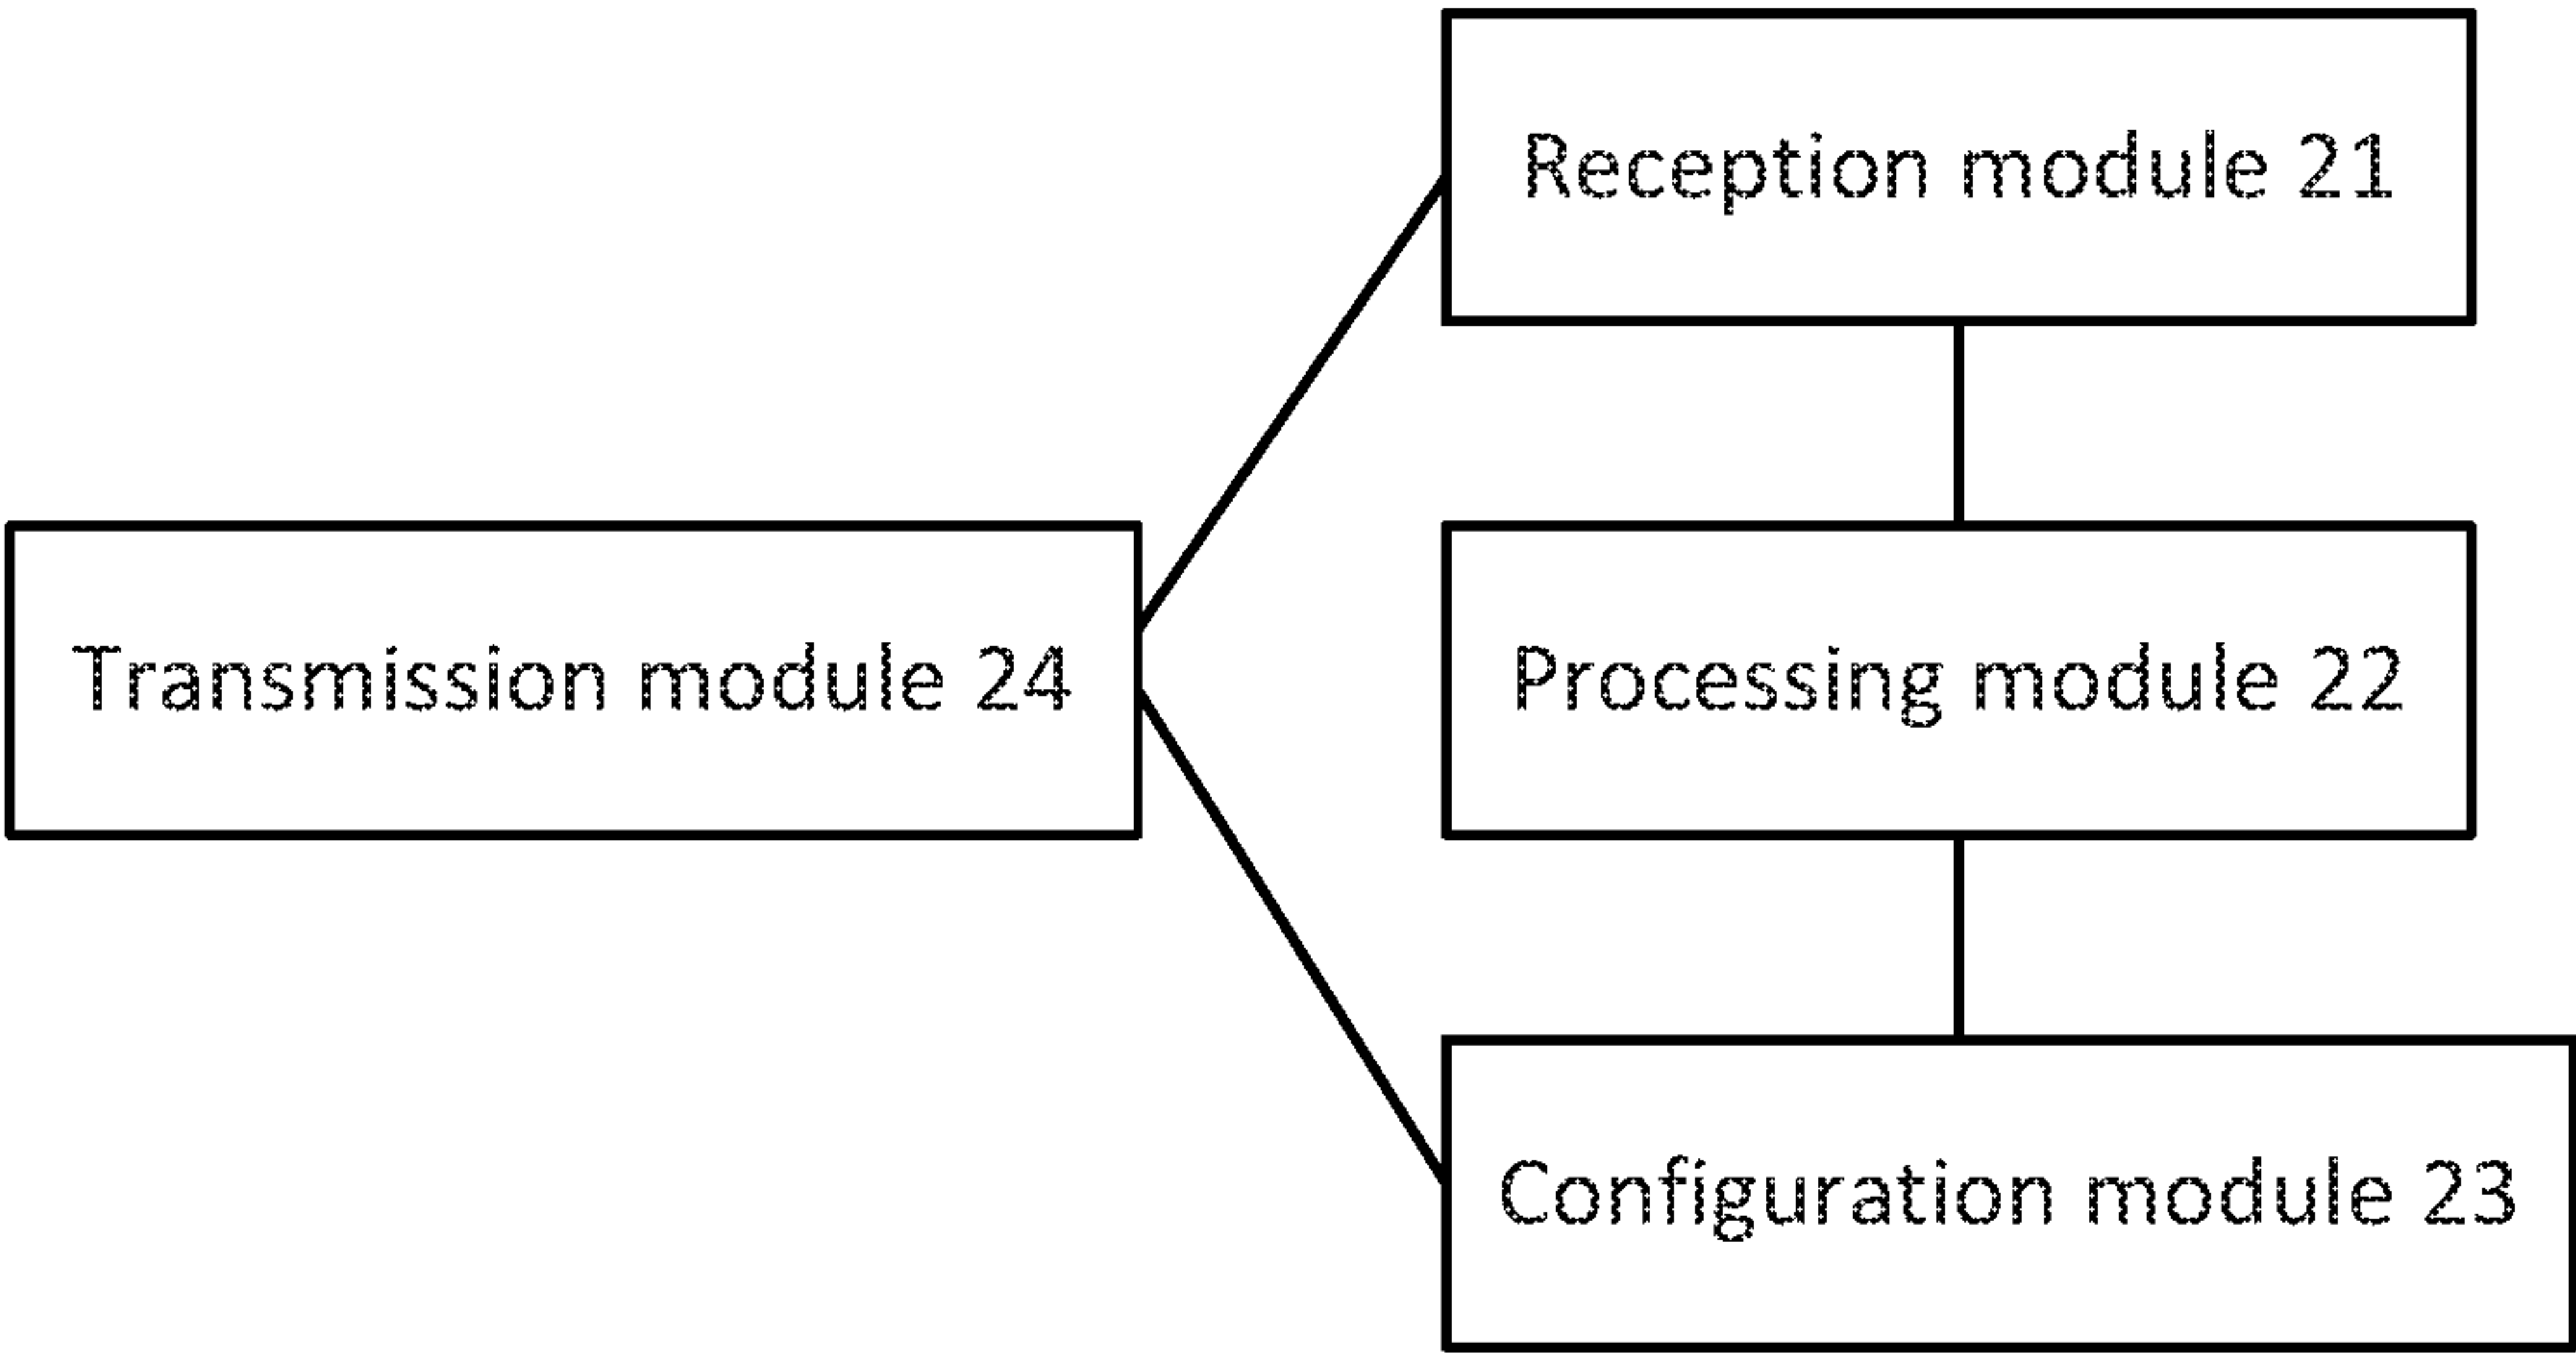 Reception module 21
Transmission module 24
Processing module 22
Configuration module 23